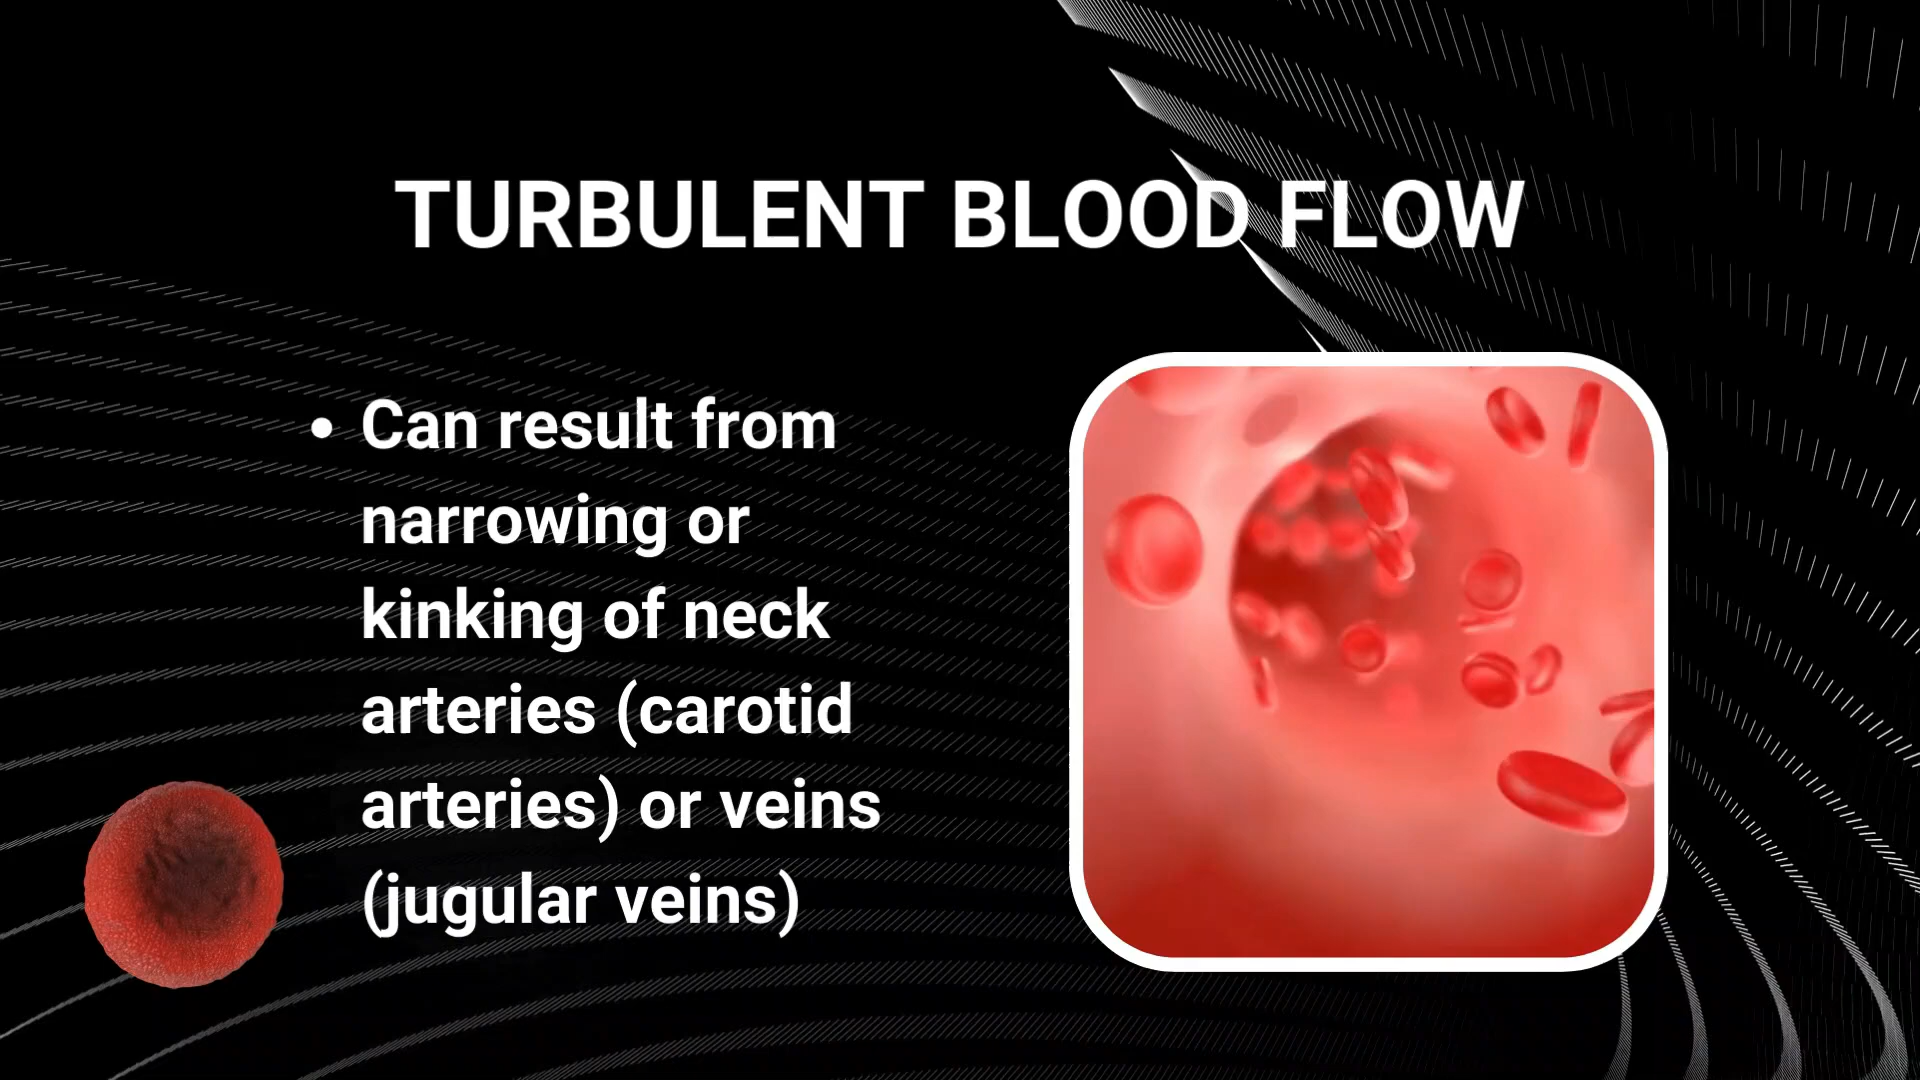 TURBULENT BLOOD FLOW
• Can result from
narrowing or
kinking of neck
arteries (carotid
arteries) or veins
(jugular veins)